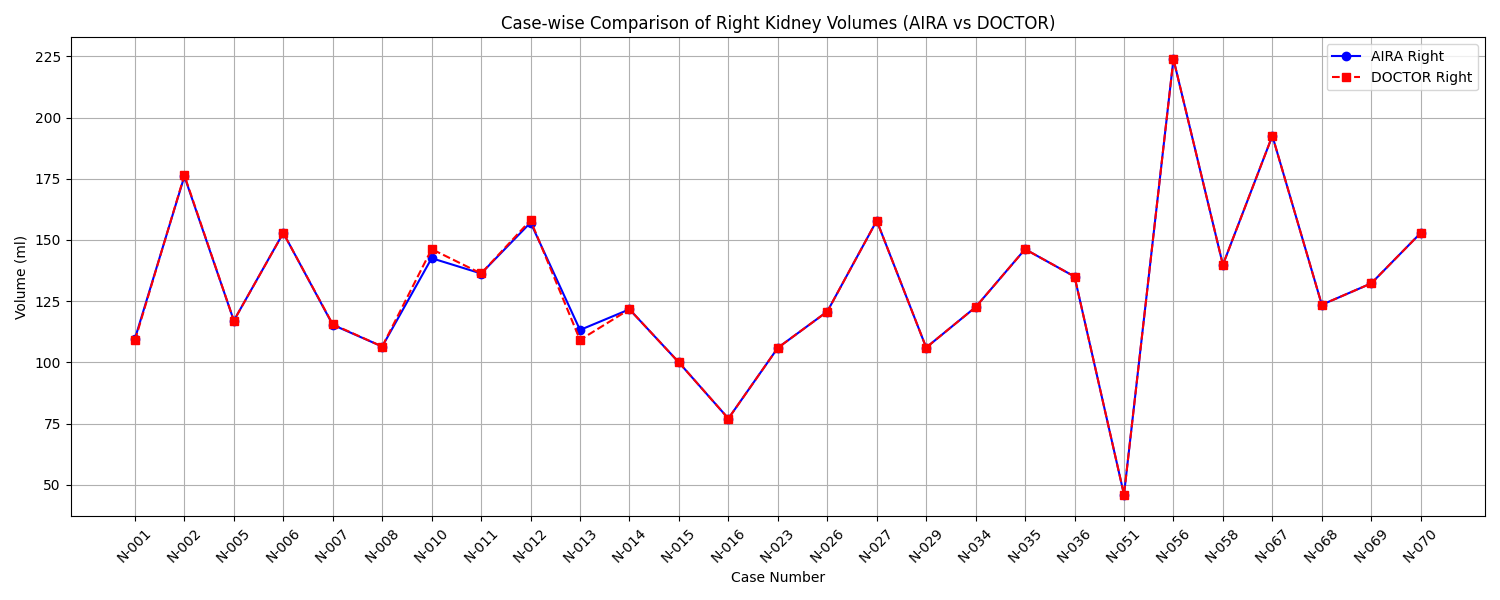 Case-wise Comparison of Right Kidney Volumes (AIRA vs DOCTOR)
AIRA Right
DOCTOR Right
Volume (ml)
225
200
175
150
125
100
75
50
N-001 N-002 N-005 N-006 N-007 N-008 N-010 N-011 N-012 N-013 N-014 N-015 N-016 N-023 N-026 N-027 N-029 N-034 N-035 N-036 N-051 N-056 N-058 N-067 N-068 N-069 N-070
Case Number